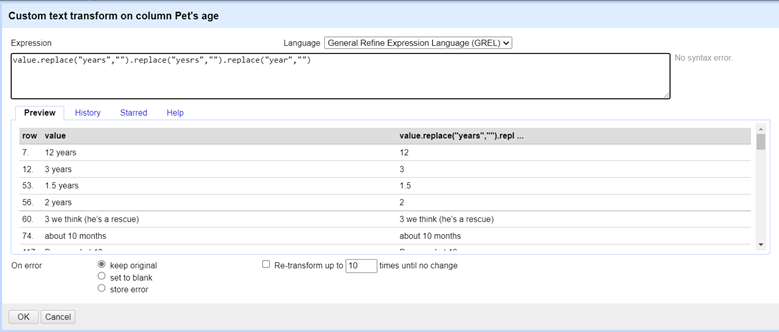 Custom text transform on column Pet's age
Expression Language General Refine Expression Language (GREL)
value.replace("years","").replace("yesrs","").replace("year","") No syntax error.
Preview History Starred Help
row value value.replace("years","").repl ...
7. 12 years 12
12. 3 years 3
53. 1.5 years 1.5
56. 2 years 2
60. 3 we think (he's a rescue) 3 we think (he's a rescue)
74. about 10 months about 10 months
On error keep original Re-transform up to 10 times until no change
set to blank
store error
OK Cancel